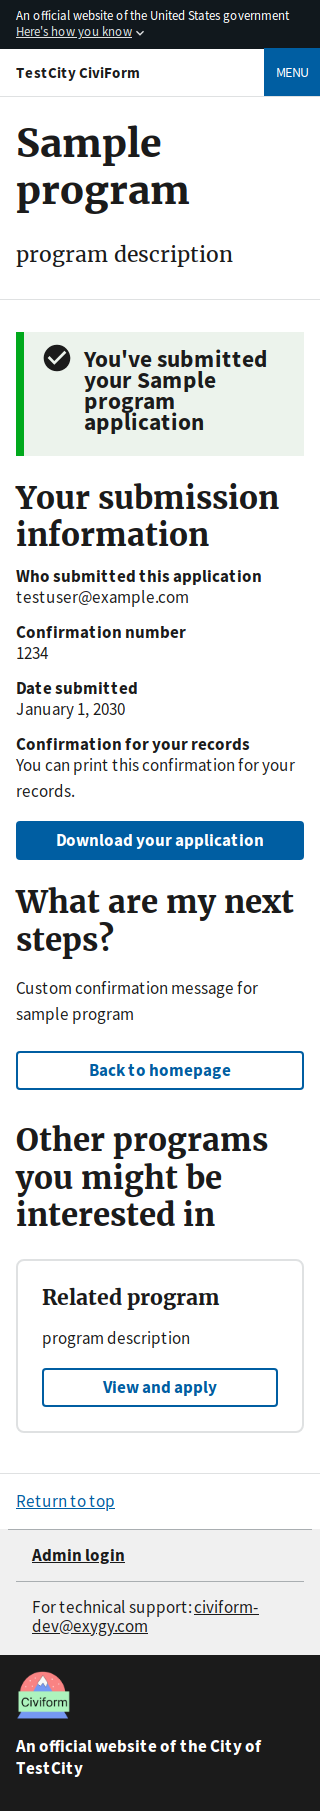 An official website of the United States government
Here's how you know
TestCity CiviForm
MENU
Sample
program
program description
You've submitted
your Sample
program
application
Your submission
information
Who submitted this application
testuser@example.com
Confirmation number
1234
Date submitted
January 1, 2030
Confirmation for your records
You can print this confirmation for your
records.
Download your application
What are my next
steps?
Custom confirmation message for
sample program
Back to homepage
Other programs
you might be
interested in
Related program
program description
View and apply
Return to top
Admin login
For technical support: civiform-
dev@exygy.com
Civiform
An official website of the City of
TestCity